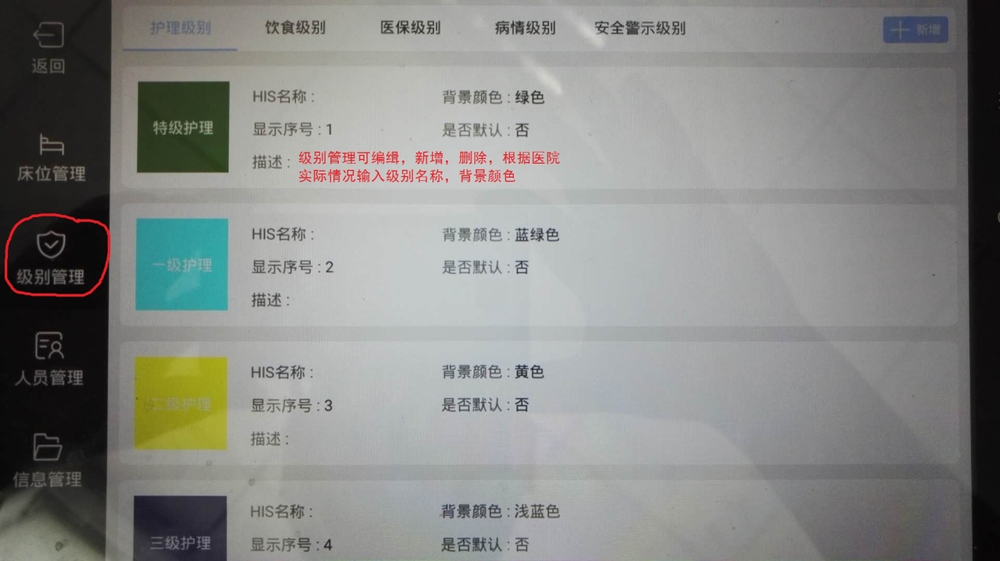 返回
床位管理
级别管理
人员管理
信息管理
护理级别 饮食级别 医保级别 病情级别 安全警示级别 新增
特级护理
HIS名称: 背景颜色:绿色
显示序号:1 是否默认:否
描述:
级别管理可编缉，新增，删除，根据医院
实际情况输入级别名称，背景颜色
一级护理
HIS名称: 背景颜色:蓝绿色
显示序号:2 是否默认:否
描述:
二级护理
HIS名称: 背景颜色:黄色
显示序号:3 是否默认:否
描述:
三级护理
HIS名称: 背景颜色:浅蓝色
显示序号:4 是否默认:否